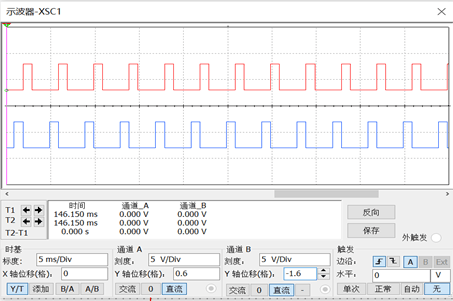 示波器-XSC1
时间 通道_A 通道_B
T1 146.150 ms 0.000 V 0.000 V
T2 146.150 ms 0.000 V 0.000 V
T2-T1 0.000 s 0.000 V 0.000 V
反向
保存
外触发
时基 通道 A 通道 B 触发
标度： 5 ms/Div 刻度： 5 V/Div 刻度： 5 V/Div 边沿： A B Ext
X 轴位移(格)： 0 Y 轴位移(格)： 0.6 Y 轴位移(格)： -1.6 水平： 0 V
Y/T 添加 B/A A/B 交流 0 直流 交流 0 直流 - 单次 正常 自动 无